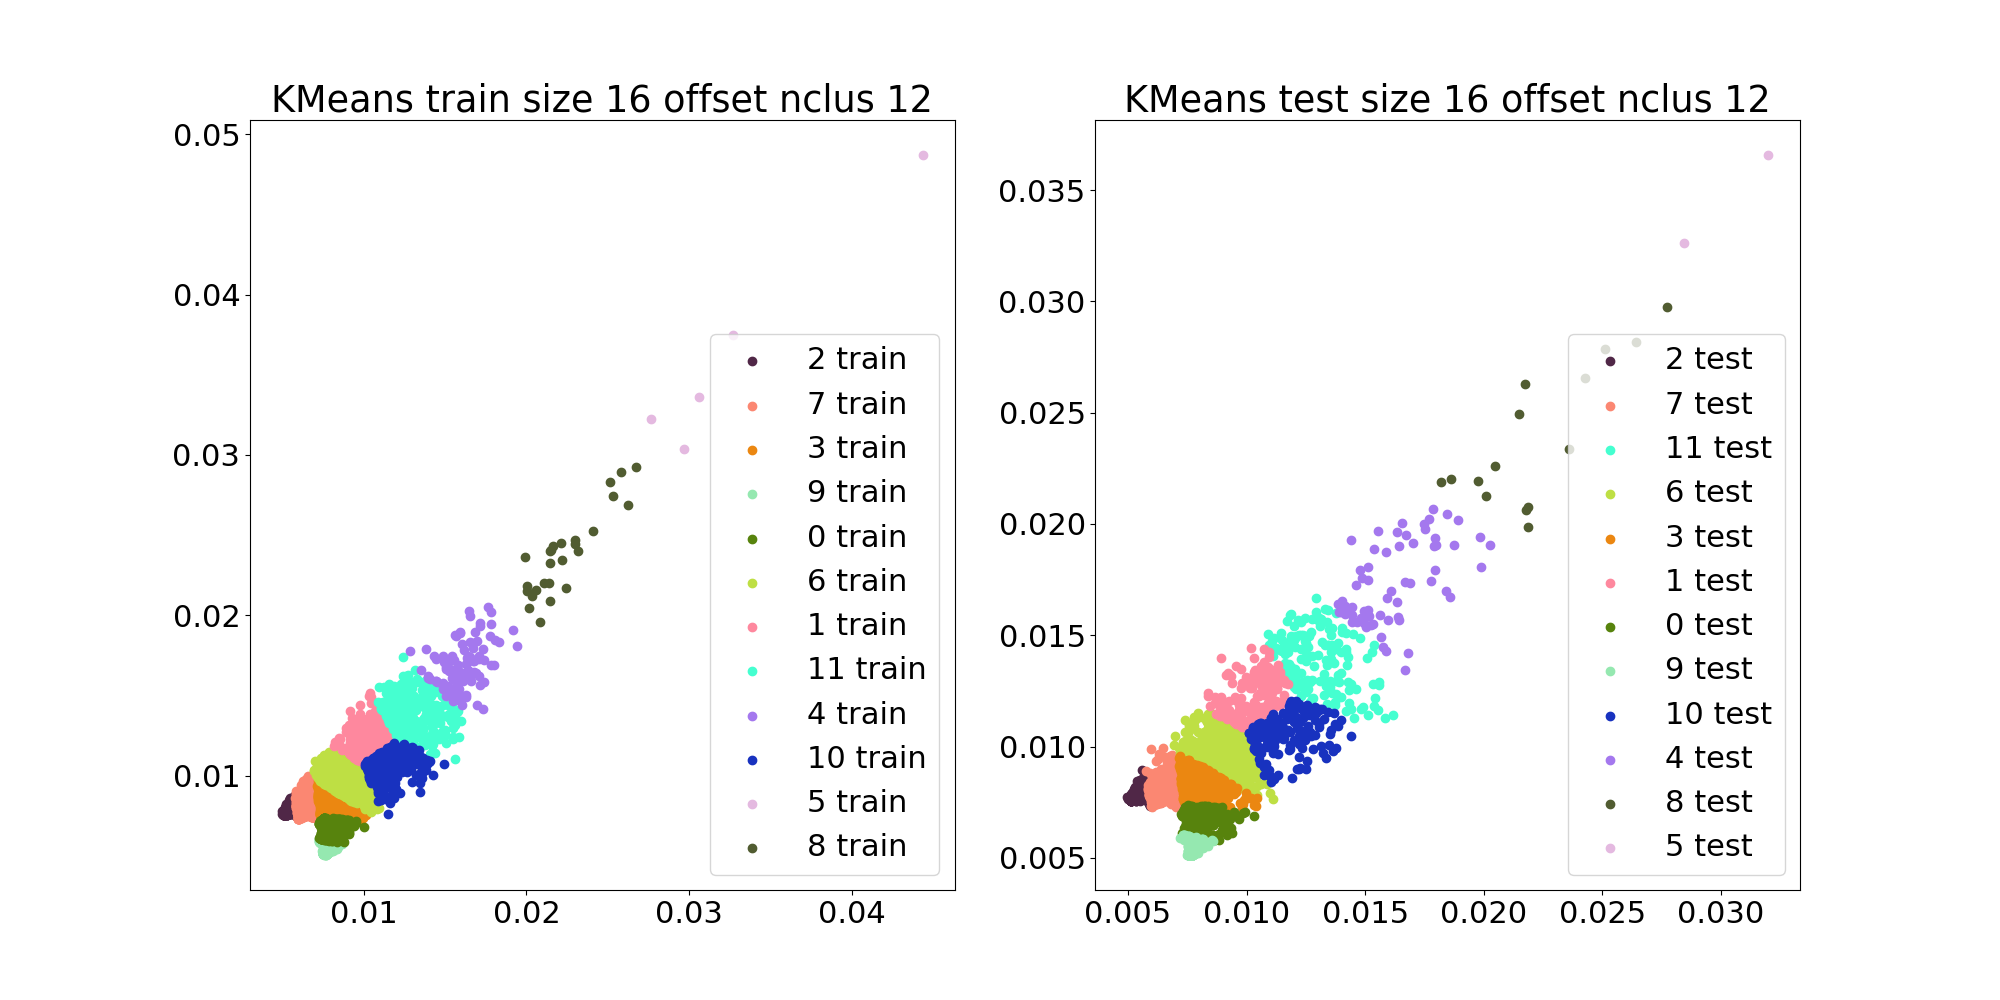 KMeans train size 16 offset nclus 12
0.05
0.04
0.03
0.02
0.01
0.01
0.02
0.03
0.04
2 train
7 train
3 train
9 train
0 train
6 train
1 train
11 train
4 train
10 train
5 train
8 train
KMeans test size 16 offset nclus 12
0.035
0.030
0.025
0.020
0.015
0.010
0.005
0.005
0.010
0.015
0.020
0.025
0.030
2 test
7 test
11 test
6 test
3 test
1 test
0 test
9 test
10 test
4 test
8 test
5 test